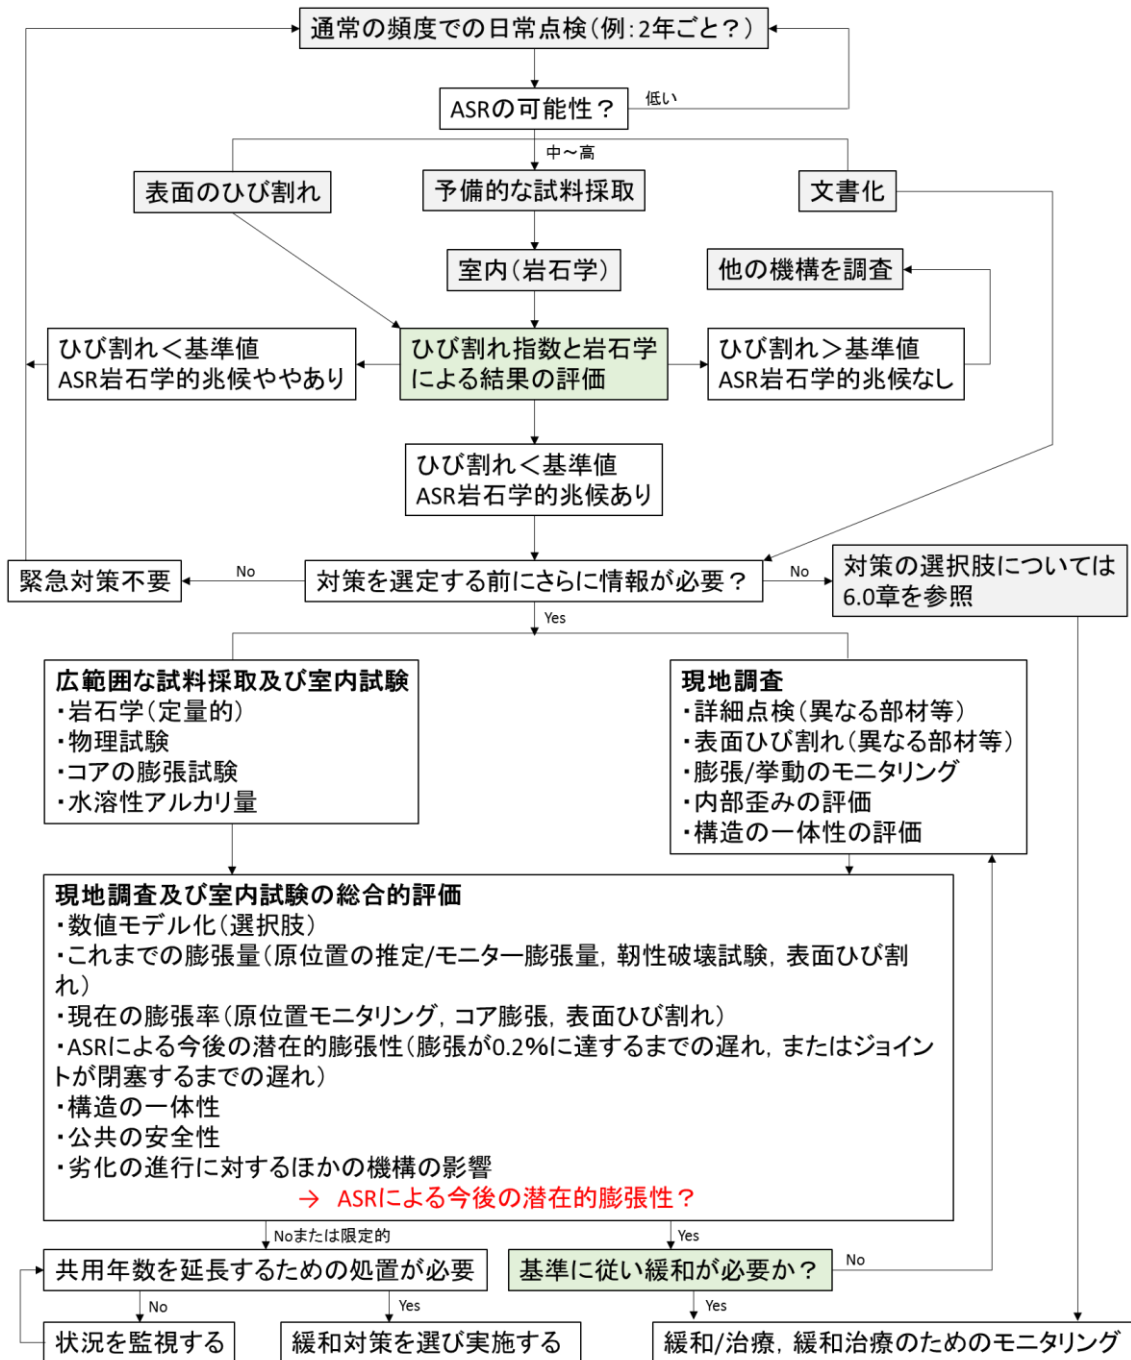 通常の頻度での日常点検(例:2年ごと?)
ASRの可能性?
低い
中～高
表面のひび割れ
予備的な試料採取
文書化
室内(岩石学)
他の機構を調査
ひび割れ＜基準値
ASR岩石学的兆候ややあり
ひび割れ指数と岩石学
による結果の評価
ひび割れ＞基準値
ASR岩石学的兆候なし
ひび割れ＜基準値
ASR岩石学的兆候あり
緊急対策不要
No
対策を選定する前にさらに情報が必要?
No
対策の選択肢については
6.0章を参照
Yes
広範囲な試料採取及び室内試験
・岩石学(定量的)
・物理試験
・コアの膨張試験
・水溶性アルカリ量
現地調査
・詳細点検(異なる部材等)
・表面ひび割れ(異なる部材等)
・膨張/挙動のモニタリング
・内部歪みの評価
・構造の一体性の評価
現地調査及び室内試験の総合的評価
・数値モデル化(選択肢)
・これまでの膨張量(原位置の推定/モニター膨張量, 靭性破壊試験, 表面ひび割
れ)
・現在の膨張率(原位置モニタリング, コア膨張, 表面ひび割れ)
・ASRによる今後の潜在的膨張性(膨張が0.2%に達するまでの遅れ, またはジョイン
トが閉塞するまでの遅れ)
・構造の一体性
・公共の安全性
・劣化の進行に対するほかの機構の影響
→ ASRによる今後の潜在的膨張性?
Noまたは限定的
Yes
共用年数を延長するための処置が必要
基準に従い緩和が必要か?
No
No
Yes
Yes
状況を監視する
緩和対策を選び実施する
緩和/治療, 緩和治療のためのモニタリング